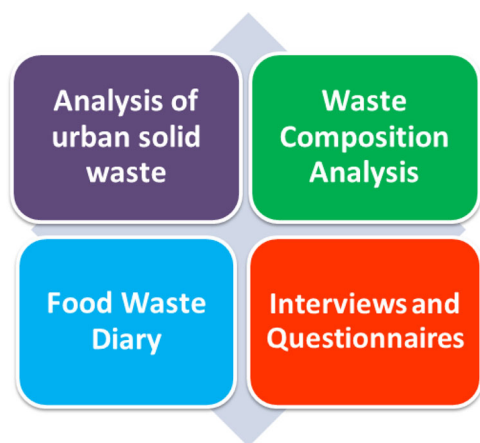 Analysis of
urban solid
waste
Waste
Composition
Analysis
Food Waste
Diary
Interviews and
Questionnaires